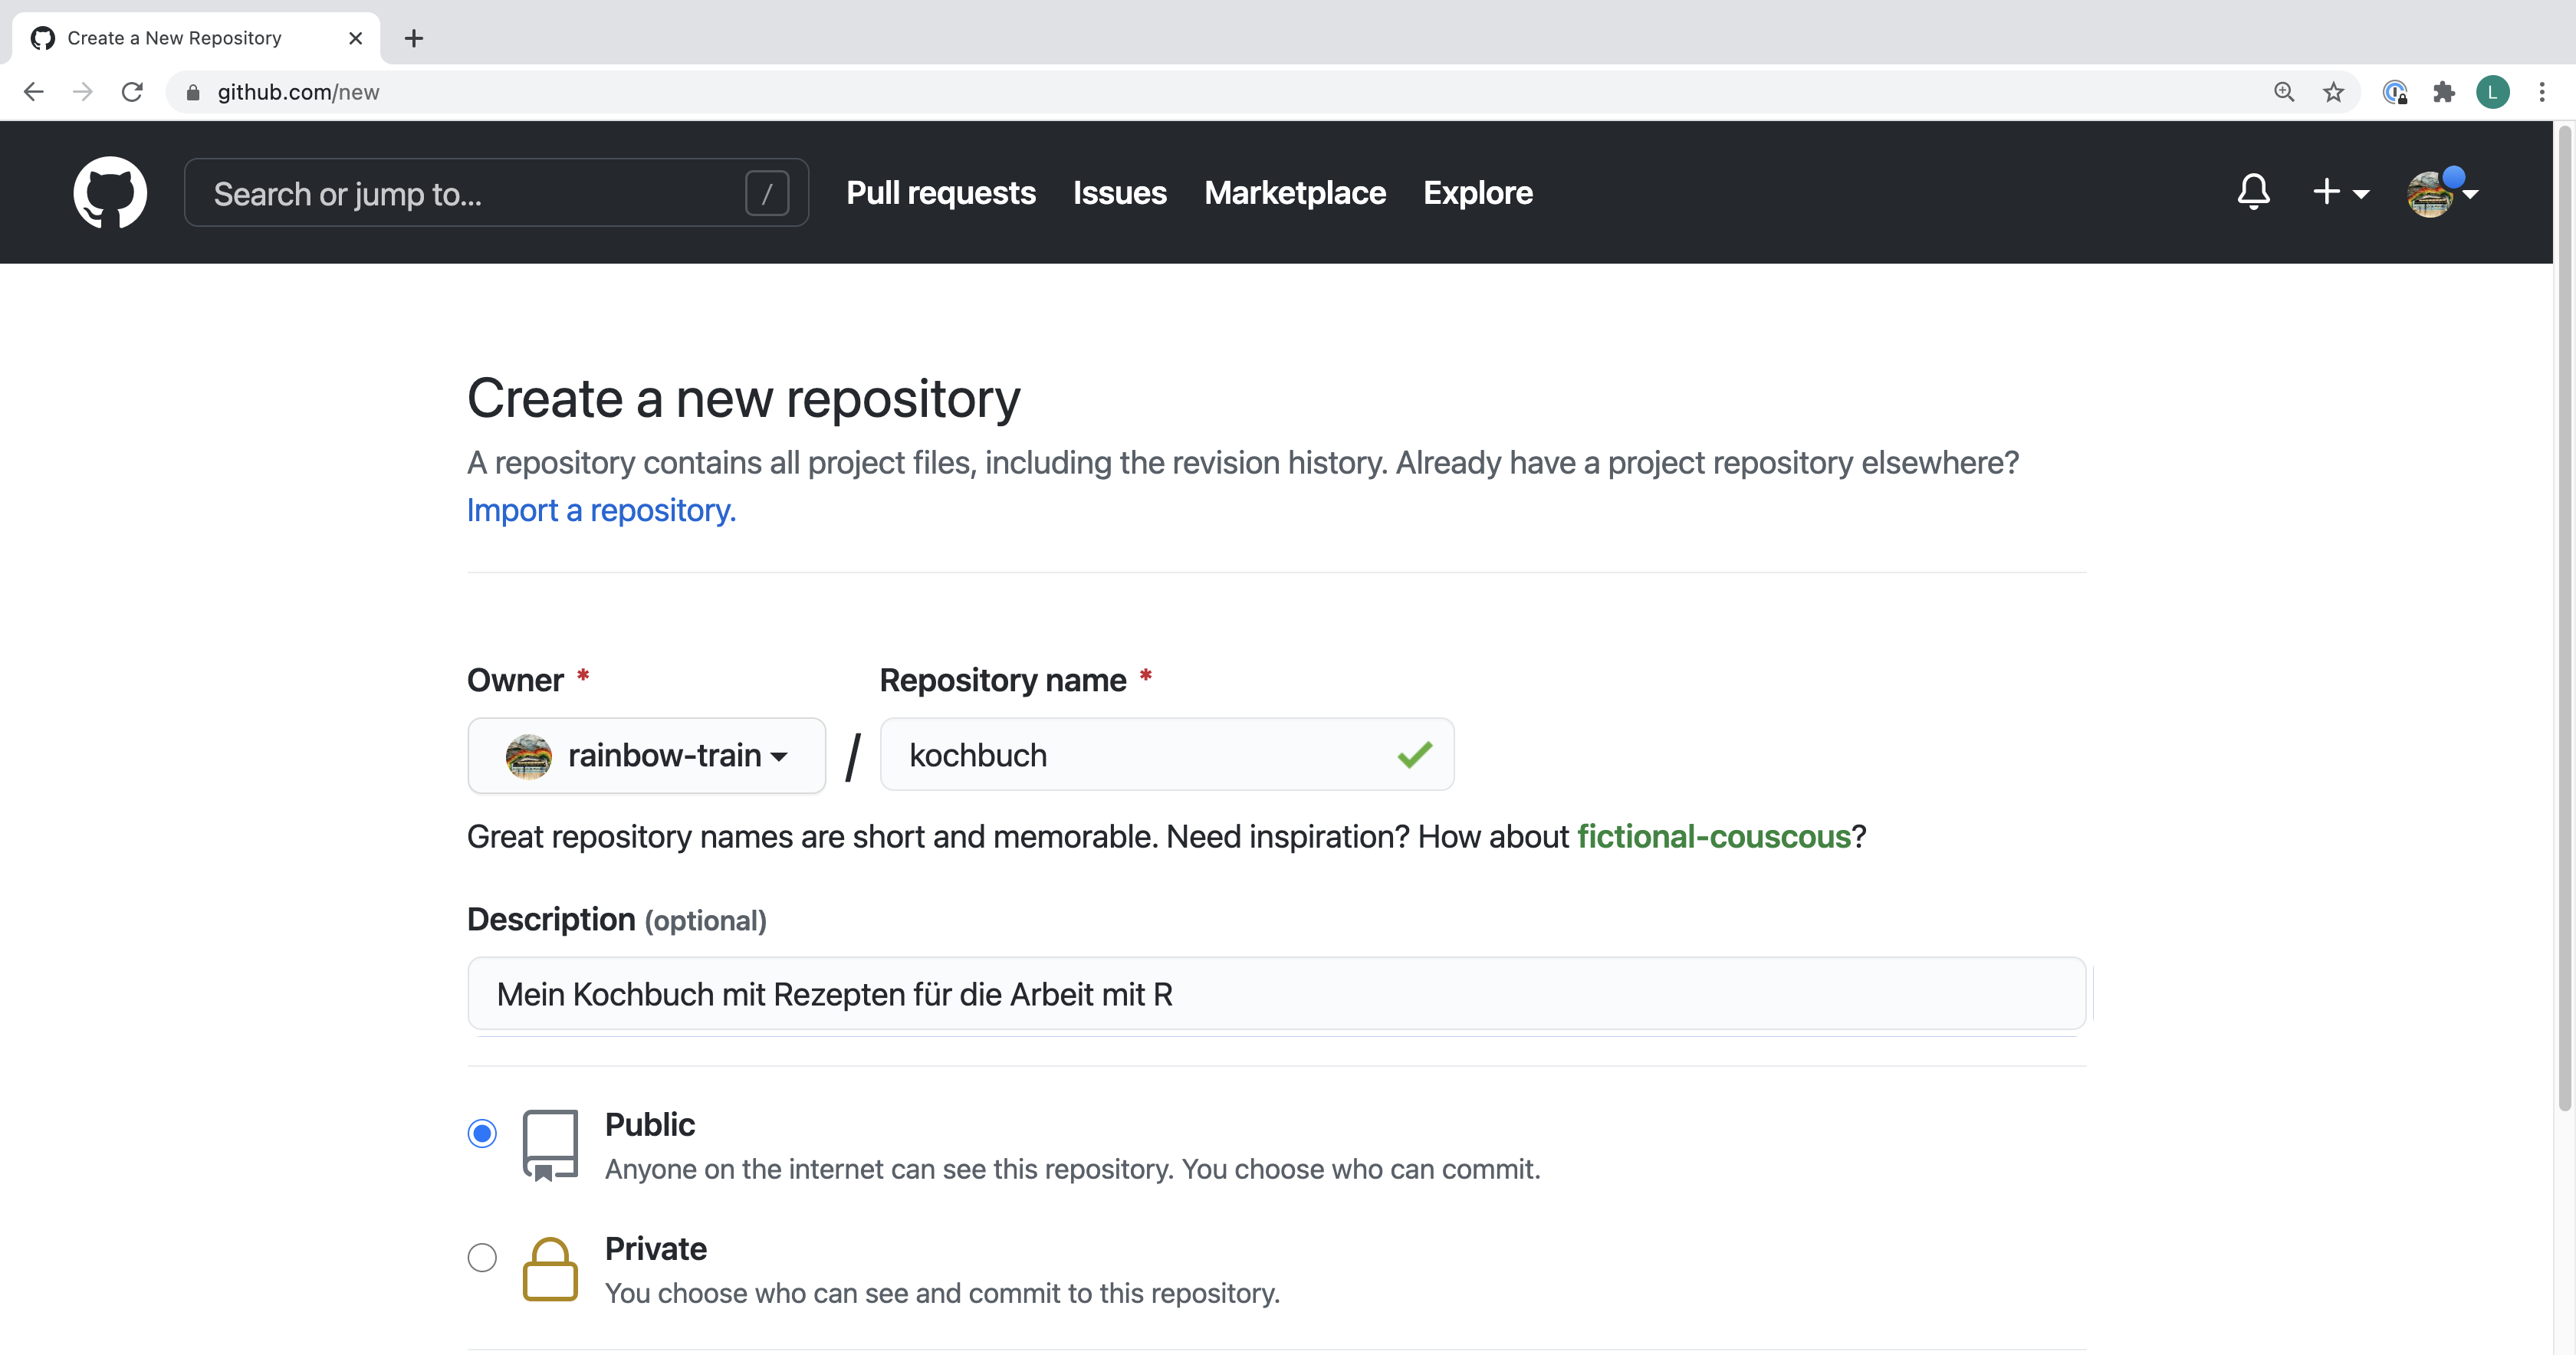 Create a New Repository
github.com/new
L
Search or jump to... /
Pull requests Issues Marketplace Explore
Create a new repository
A repository contains all project files, including the revision history. Already have a project repository elsewhere?
Import a repository.
Owner * Repository name *
rainbow-train / kochbuch
Great repository names are short and memorable. Need inspiration? How about fictional-couscous?
Description (optional)
Mein Kochbuch mit Rezepten für die Arbeit mit R
Public
Anyone on the internet can see this repository. You choose who can commit.
Private
You choose who can see and commit to this repository.